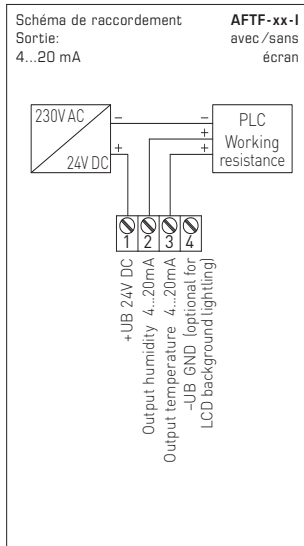 Schéma de raccordement
Sortie:
4...20 mA
AFTF-xx-I
avec/sans
écran
230V AC
24V DC
–
+
–
+
+
PLC
Working
resistance
1 2 3 4
+UB 24V DC
Output humidity 4...20mA
Output temperature 4...20mA
–UB GND (optional for
LCD background lightling)